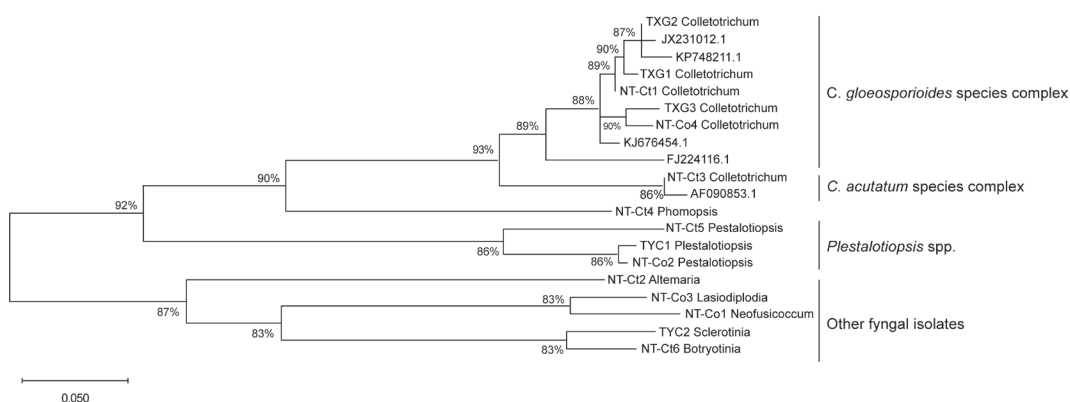 TXG2 Colletotrichum
87%
JX231012.1
90%
KP748211.1
89%
TXG1 Colletotrichum
NT-Ct1 Colletotrichum
C. gloeosporioides species complex
88%
TXG3 Colletotrichum
89%
90%
NT-Co4 Colletotrichum
KJ676454.1
93%
FJ224116.1
90%
NT-Ct3 Colletotrichum
C. acutatum species complex
86%
AF090853.1
92%
NT-Ct4 Phomopsis
NT-Ct5 Pestalotiopsis
86%
TYC1 Plestalotiopsis
Plestalotiopsis spp.
86%
NT-Co2 Pestalotiopsis
NT-Ct2 Altemaria
87%
83%
NT-Co3 Lasiodiplodia
NT-Co1 Neofusicoccum
Other fyngal isolates
83%
TYC2 Sclerotinia
83%
NT-Ct6 Botryotinia
0.050